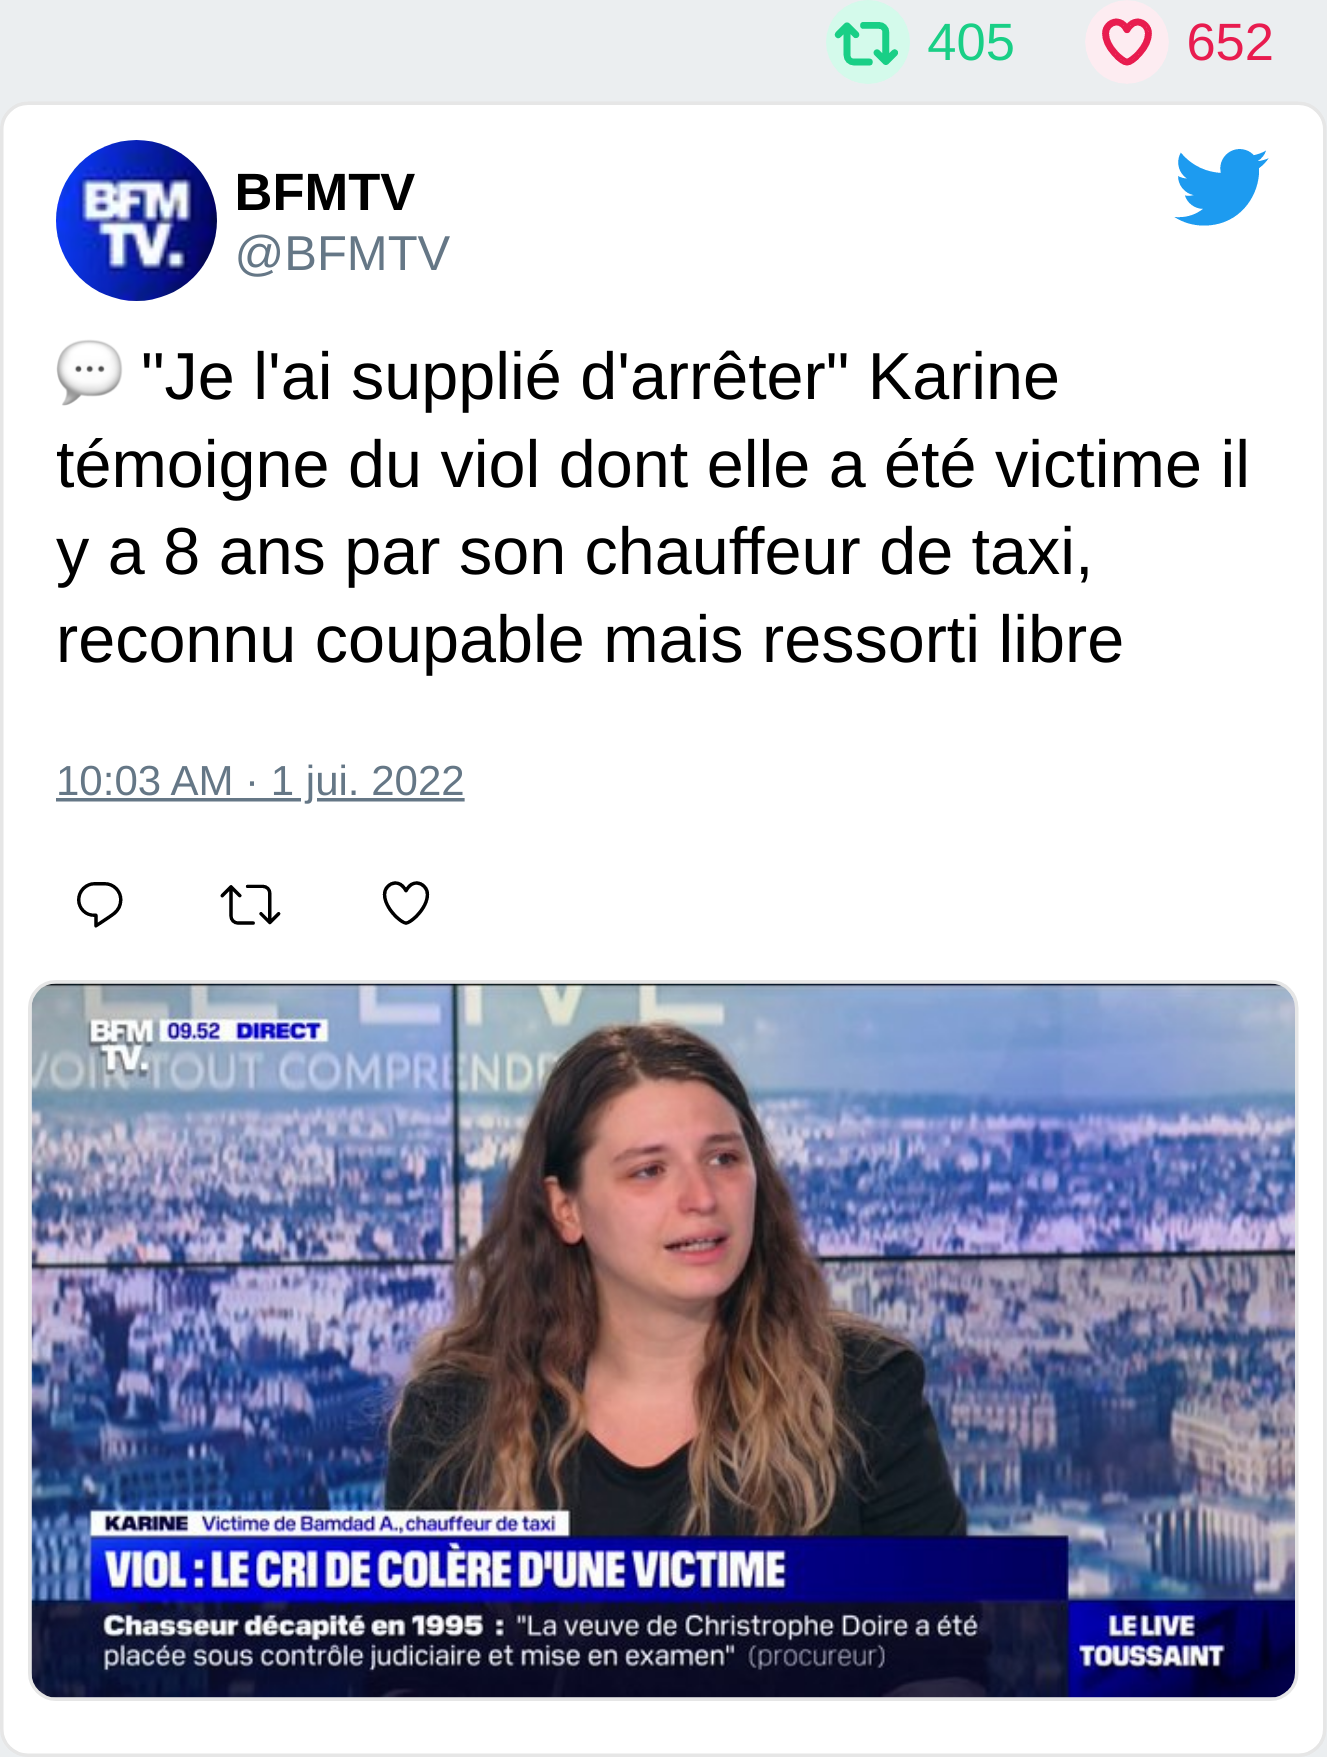 405 652
BFM
TV.
BFMTV
@BFMTV
💬 "Je l'ai supplié d'arrêter" Karine
témoigne du viol dont elle a été victime il
y a 8 ans par son chauffeur de taxi,
reconnu coupable mais ressorti libre
10:03 AM · 1 jui. 2022
LE LIVE
BFM
TV.
09.52 DIRECT
VOIR TOUT COMPREND
KARINE Victime de Bamdad A., chauffeur de taxi
VIOL : LE CRI DE COLÈRE D'UNE VICTIME
Chasseur décapité en 1995 : "La veuve de Christophe Doire a été
placée sous contrôle judiciaire et mise en examen" (procureur)
LE LIVE
TOUSSAINT